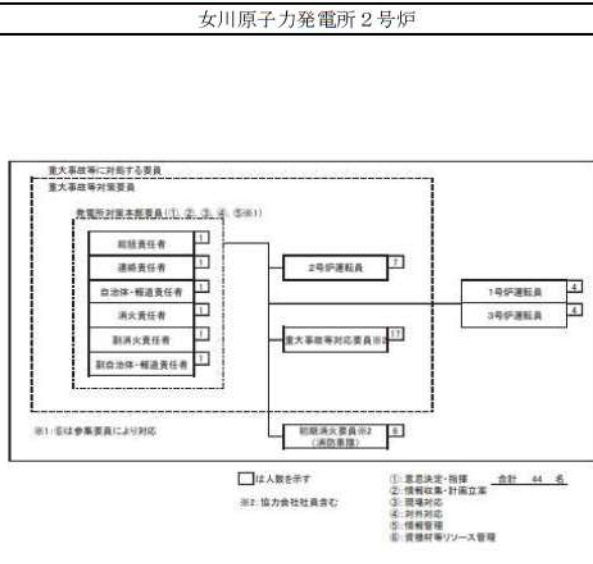 女川原子力発電所2号炉
重大事故等に対処する要員
重大事故等対策要員
発電所対策本部要員(①, ②, ③, ④, ⑤※1)
総括責任者 1
連絡責任者 1
自治体・報道責任者 1
消火責任者 1
副消火責任者 1
副自治体・報道責任者 1
2号炉運転員 7
重大事故等対応要員※2 17
1号炉運転員 4
3号炉運転員 4
初期消火要員※2 6
(消防車隊)
※1:⑥は参集要員により対応
□は人数を示す
※2:協力会社社員含む
①:意思決定・指揮 合計 44 名
②:情報収集・計画立案
③:現場対応
④:対外対応
⑤:情報管理
⑥:資機材等リソース管理